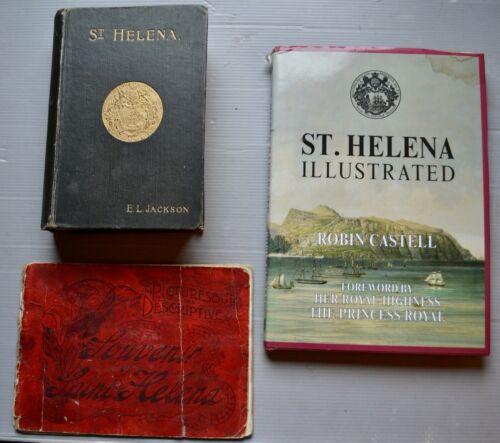 ST HELENA.
E. L. JACKSON
ST. HELENA
ILLUSTRATED
ROBIN CASTELL
FOREWORD BY
HER ROYAL HIGHNESS
THE PRINCESS ROYAL
PICTURESQUE
DESCRIPTIVE
Souvenir
of
Saint Helena